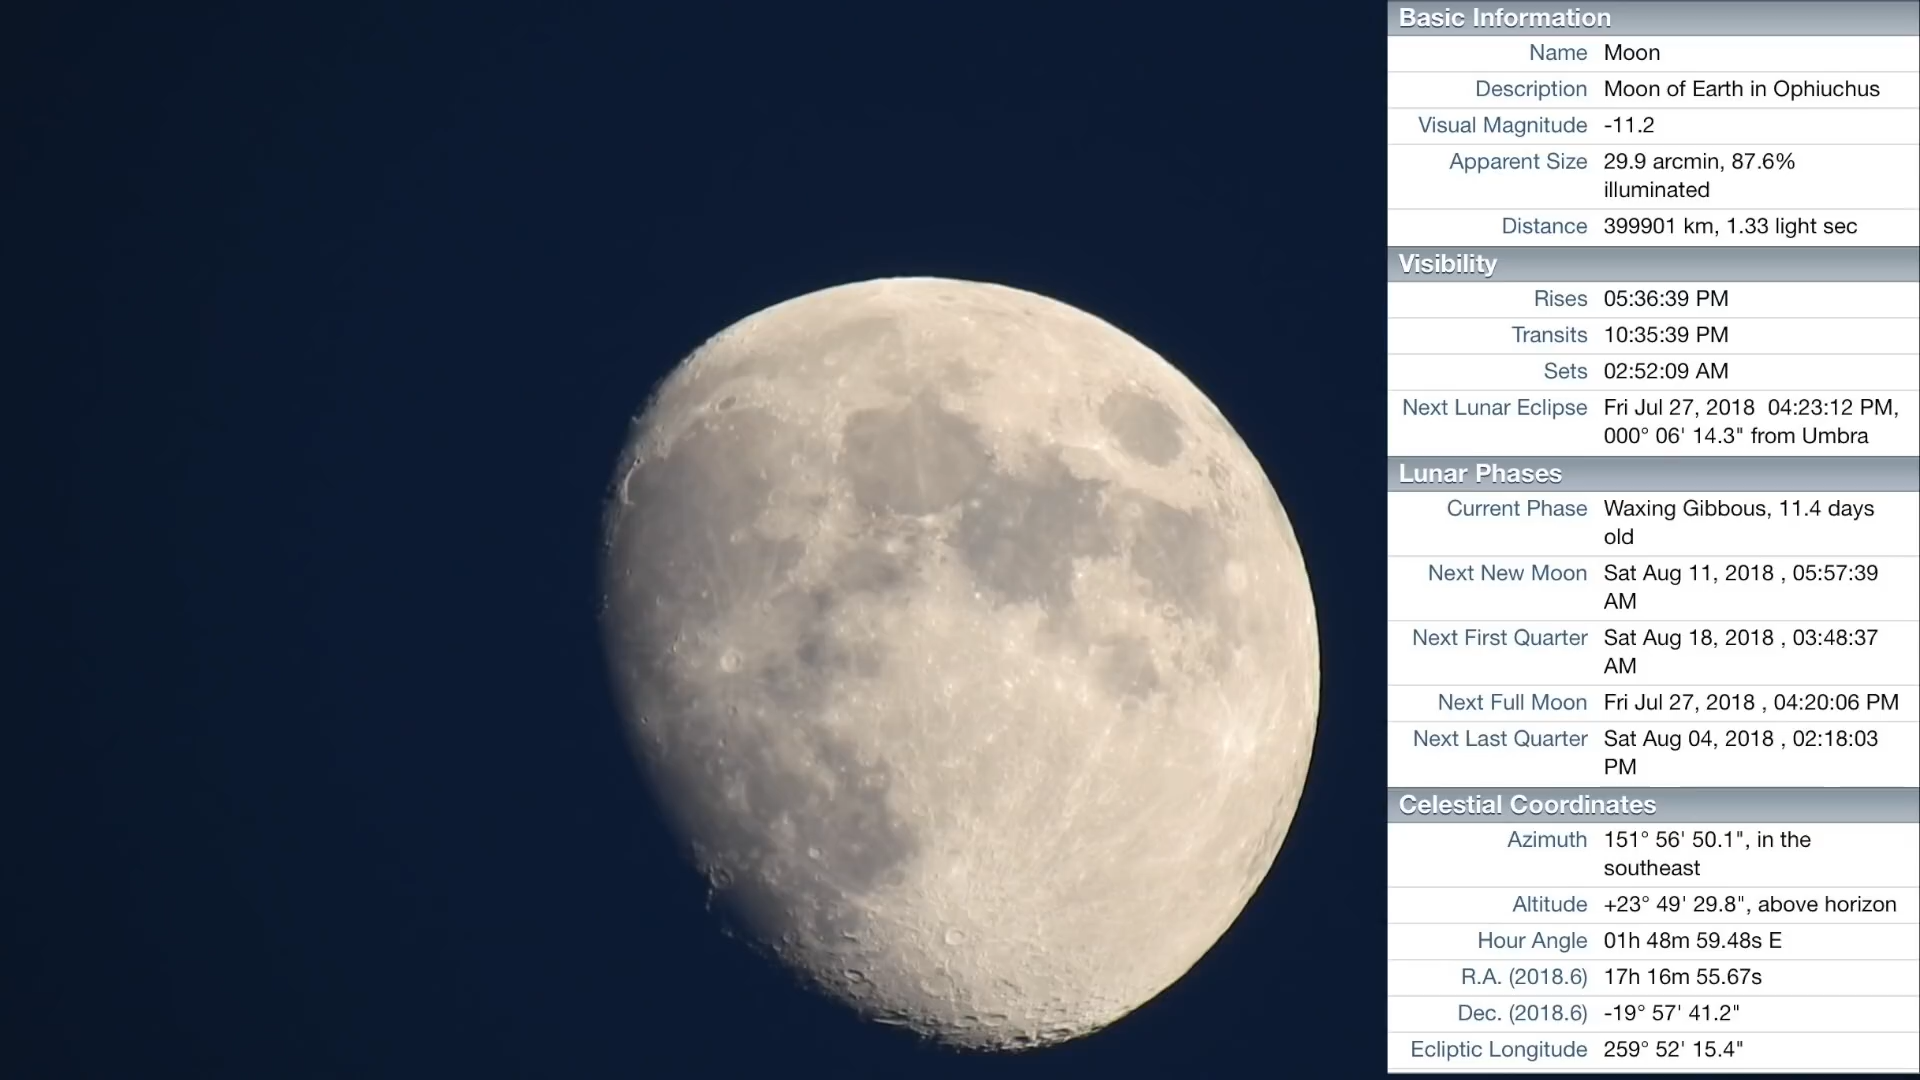 Basic Information
Name Moon
Description Moon of Earth in Ophiuchus
Visual Magnitude -11.2
Apparent Size 29.9 arcmin, 87.6%
illuminated
Distance 399901 km, 1.33 light sec
Visibility
Rises 05:36:39 PM
Transits 10:35:39 PM
Sets 02:52:09 AM
Next Lunar Eclipse Fri Jul 27, 2018 04:23:12 PM,
000° 06' 14.3" from Umbra
Lunar Phases
Current Phase Waxing Gibbous, 11.4 days
old
Next New Moon Sat Aug 11, 2018 , 05:57:39
AM
Next First Quarter Sat Aug 18, 2018 , 03:48:37
AM
Next Full Moon Fri Jul 27, 2018 , 04:20:06 PM
Next Last Quarter Sat Aug 04, 2018 , 02:18:03
PM
Celestial Coordinates
Azimuth 151° 56' 50.1", in the
southeast
Altitude +23° 49' 29.8", above horizon
Hour Angle 01h 48m 59.48s E
R.A. (2018.6) 17h 16m 55.67s
Dec. (2018.6) -19° 57' 41.2"
Ecliptic Longitude 259° 52' 15.4"